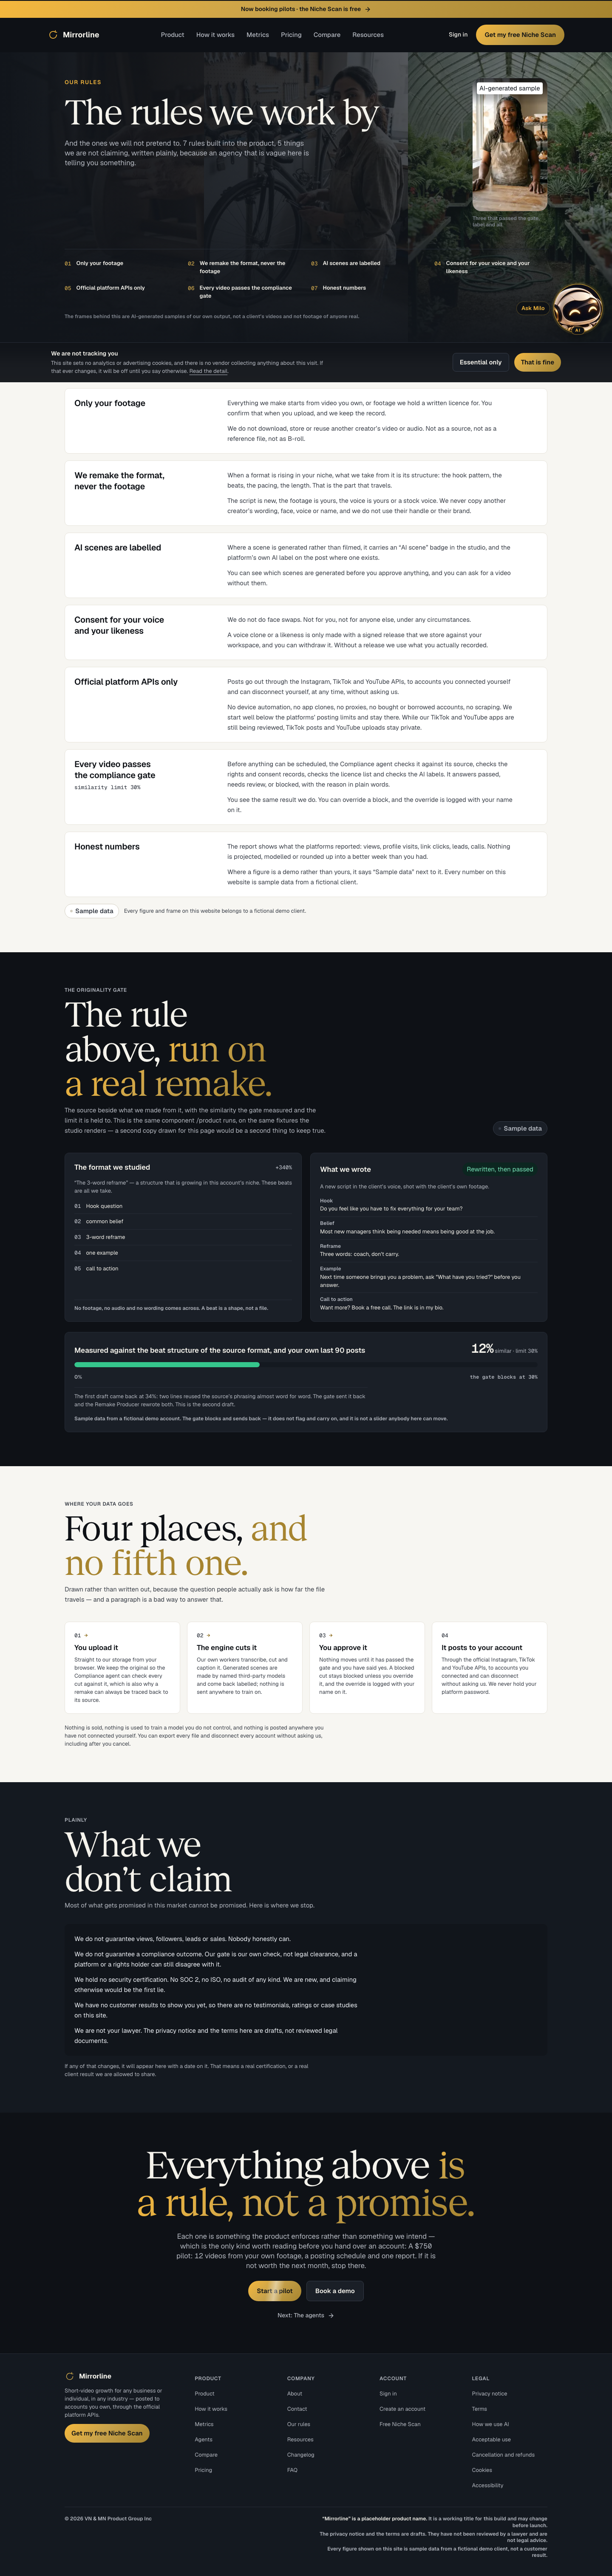 Now booking pilots · the Niche Scan is free →
Mirrorline
Product How it works Metrics Pricing Compare Resources
Sign in
Get my free Niche Scan
OUR RULES
The rules we work by
And the ones we will not pretend to. 7 rules built into the product, 5 things
we are not claiming, written plainly, because an agency that is vague here is
telling you something.
AI-generated sample
Three that passed the gate,
label and all.
01 Only your footage
02 We remake the format, never the
footage
03 AI scenes are labelled
04 Consent for your voice and your
likeness
05 Official platform APIs only
06 Every video passes the compliance
gate
07 Honest numbers
The frames behind this are AI-generated samples of our own output, not a client's videos and not footage of anyone real.
Ask Milo
AI
We are not tracking you
This site sets no analytics or advertising cookies, and there is no vendor collecting anything about this visit. If
that ever changes, it will be off until you say otherwise. Read the detail.
Essential only
That is fine
Only your footage
Everything we make starts from video you own, or footage we hold a written licence for. You
confirm that when you upload, and we keep the record.
We do not download, store or reuse another creator's video or audio. Not as a source, not as a
reference file, not as B-roll.
We remake the format,
never the footage
When a format is rising in your niche, what we take from it is its structure: the hook pattern, the
beats, the pacing, the length. That is the part that travels.
The script is new, the footage is yours, the voice is yours or a stock voice. We never copy another
creator's wording, face, voice or name, and we do not use their handle or their brand.
AI scenes are labelled
Where a scene is generated rather than filmed, it carries an "AI scene" badge in the studio, and the
platform's own AI label on the post where one exists.
You can see which scenes are generated before you approve anything, and you can ask for a video
without them.
Consent for your voice
and your likeness
We do not do face swaps. Not for you, not for anyone else, under any circumstances.
A voice clone or a likeness is only made with a signed release that we store against your
workspace, and you can withdraw it. Without a release we use what you actually recorded.
Official platform APIs only
Posts go out through the Instagram, TikTok and YouTube APIs, to accounts you connected yourself
and can disconnect yourself, at any time, without asking us.
No device automation, no app clones, no proxies, no bought or borrowed accounts, no scraping. We
start well below the platforms' posting limits and stay there. While our TikTok and YouTube apps are
still being reviewed, TikTok posts and YouTube uploads stay private.
Every video passes
the compliance gate
similarity limit 30%
Before anything can be scheduled, the Compliance agent checks it against its source, checks the
rights and consent records, checks the licence list and checks the AI labels. It answers passed,
needs review, or blocked, with the reason in plain words.
You see the same result we do. You can override a block, and the override is logged with your name
on it.
Honest numbers
The report shows what the platforms reported: views, profile visits, link clicks, leads, calls. Nothing
is projected, modelled or rounded up into a better week than you had.
Where a figure is a demo rather than yours, it says "Sample data" next to it. Every number on this
website is sample data from a fictional client.
Sample data
Every figure and frame on this website belongs to a fictional demo client.
THE ORIGINALITY GATE
The rule
above, run on
a real remake.
The source beside what we made from it, with the similarity the gate measured and the
limit it is held to. This is the same component /product runs, on the same fixtures the
studio renders — a second copy drawn for this page would be a second thing to keep true.
Sample data
The format we studied
+340%
"The 3-word reframe" — a structure that is growing in this account's niche. These beats
are all we take.
01 Hook question
02 common belief
03 3-word reframe
04 one example
05 call to action
No footage, no audio and no wording comes across. A beat is a shape, not a file.
What we wrote
Rewritten, then passed
A new script in the client's voice, shot with the client's own footage.
Hook
Do you feel like you have to fix everything for your team?
Belief
Most new managers think being needed means being good at the job.
Reframe
Three words: coach, don't carry.
Example
Next time someone brings you a problem, ask "What have you tried?" before you
answer.
Call to action
Want more? Book a free call. The link is in my bio.
Measured against the beat structure of the source format, and your own last 90 posts
12% similar · limit 30%
0%
the gate blocks at 30%
The first draft came back at 34%: two lines reused the source's phrasing almost word for word. The gate sent it back
and the Remake Producer rewrote both. This is the second draft.
Sample data from a fictional demo account. The gate blocks and sends back — it does not flag and carry on, and it is not a slider anybody here can move.
WHERE YOUR DATA GOES
Four places, and
no fifth one.
Drawn rather than written out, because the question people actually ask is how far the file
travels — and a paragraph is a bad way to answer that.
01 →
You upload it
Straight to our storage from your
browser. We keep the original so the
Compliance agent can check every
cut against it, which is also why a
remake can always be traced back to
its source.
02 →
The engine cuts it
Our own workers transcribe, cut and
caption it. Generated scenes are
made by named third-party models
and come back labelled; nothing is
sent anywhere to train on.
03 →
You approve it
Nothing moves until it has passed the
gate and you have said yes. A blocked
cut stays blocked unless you override
it, and the override is logged with your
name on it.
04
It posts to your account
Through the official Instagram, TikTok
and YouTube APIs, to accounts you
connected and can disconnect
without asking us. We never hold your
platform password.
Nothing is sold, nothing is used to train a model you do not control, and nothing is posted anywhere you
have not connected yourself. You can export every file and disconnect every account without asking us,
including after you cancel.
PLAINLY
What we
don't claim
Most of what gets promised in this market cannot be promised. Here is where we stop.
We do not guarantee views, followers, leads or sales. Nobody honestly can.
We do not guarantee a compliance outcome. Our gate is our own check, not legal clearance, and a
platform or a rights holder can still disagree with it.
We hold no security certification. No SOC 2, no ISO, no audit of any kind. We are new, and claiming
otherwise would be the first lie.
We have no customer results to show you yet, so there are no testimonials, ratings or case studies
on this site.
We are not your lawyer. The privacy notice and the terms here are drafts, not reviewed legal
documents.
If any of that changes, it will appear here with a date on it. That means a real certification, or a real
client result we are allowed to share.
Everything above is
a rule, not a promise.
Each one is something the product enforces rather than something we intend —
which is the only kind worth reading before you hand over an account: A $750
pilot: 12 videos from your own footage, a posting schedule and one report. If it is
not worth the next month, stop there.
Start a pilot
Book a demo
Next: The agents →
Mirrorline
Short-video growth for any business or
individual, in any industry — posted to
accounts you own, through the official
platform APIs.
Get my free Niche Scan
PRODUCT
Product
How it works
Metrics
Agents
Compare
Pricing
COMPANY
About
Contact
Our rules
Resources
Changelog
FAQ
ACCOUNT
Sign in
Create an account
Free Niche Scan
LEGAL
Privacy notice
Terms
How we use AI
Acceptable use
Cancellation and refunds
Cookies
Accessibility
© 2026 VN & MN Product Group Inc
"Mirrorline" is a placeholder product name. It is a working title for this build and may change
before launch.
The privacy notice and the terms are drafts. They have not been reviewed by a lawyer and are
not legal advice.
Every figure shown on this site is sample data from a fictional demo client, not a customer
result.